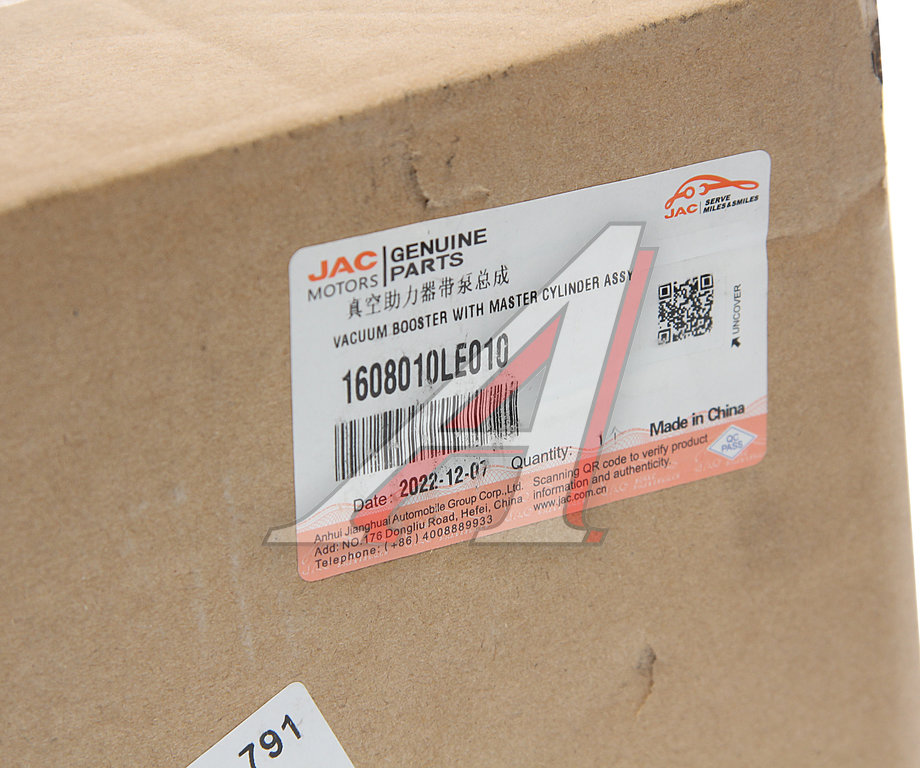 JAC
MOTORS
GENUINE
PARTS
JAC
SERVE
MILES & SMILES
真空助力器带泵总成
VACUUM BOOSTER WITH MASTER CYLINDER ASSY
1608010LE010
UNCOVER
Date: 2022-12-07
Quantity: 1
Made in China
QC
PASS
Anhui Jianghuai Automobile Group Corp.,Ltd.
Add: NO.176 Dongliu Road, Hefei, China
Telephone: (+86) 4008889933
Scanning QR code to verify product
information and authenticity.
www.jac.com.cn
791